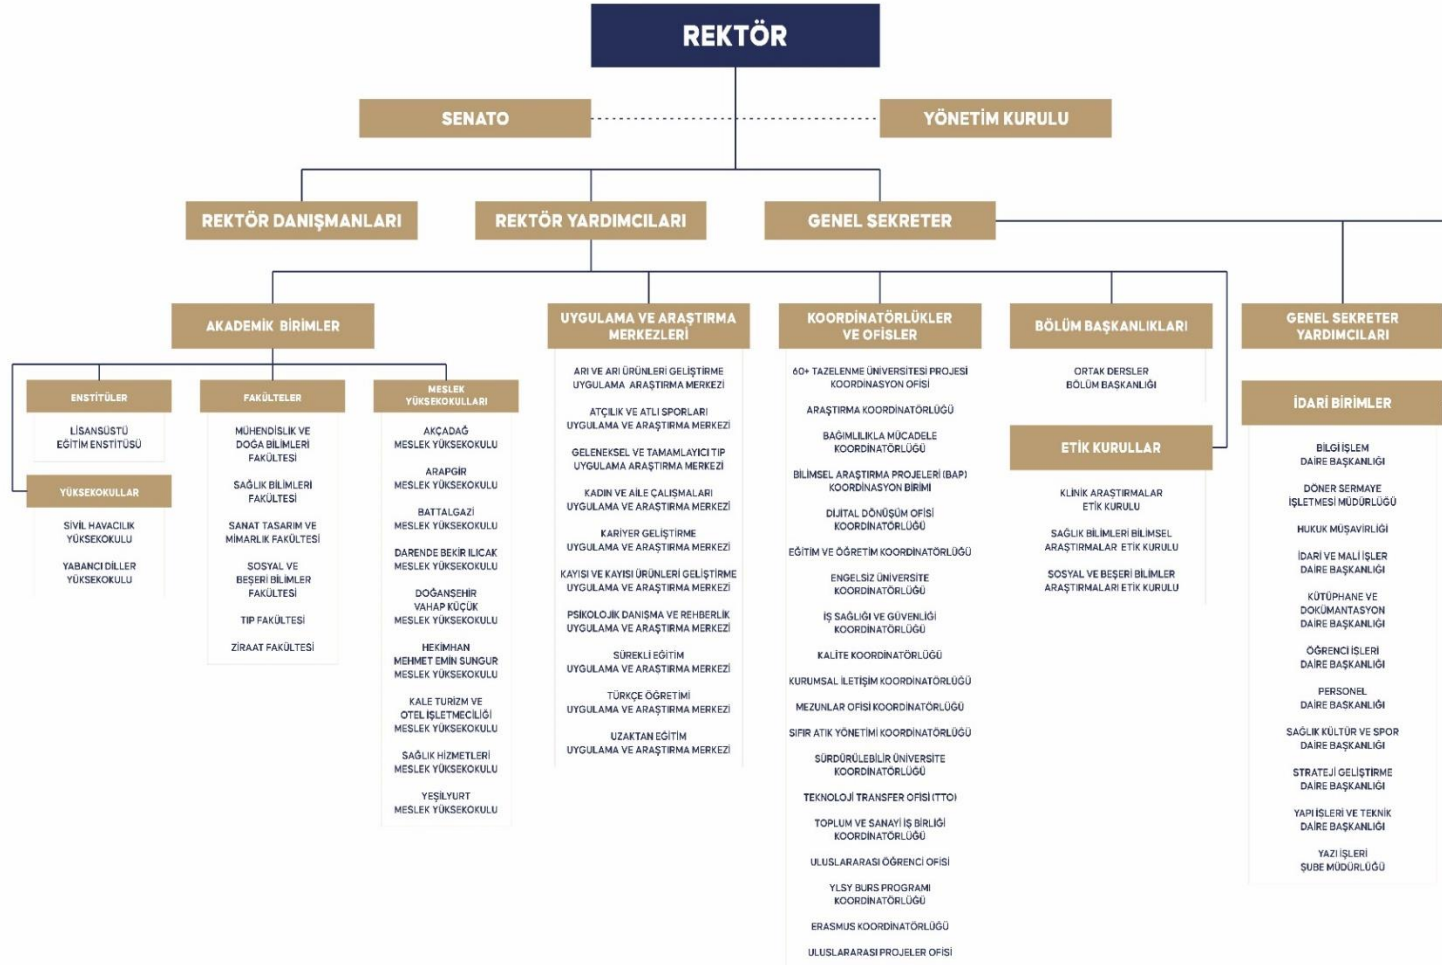 REKTÖR
SENATO
YÖNETİM KURULU
REKTÖR DANIŞMANLARI
REKTÖR YARDIMCILARI
GENEL SEKRETER
AKADEMİK BİRİMLER
ENSTİTÜLER
LİSANSÜSTÜ
EĞİTİM ENSTİTÜSÜ
YÜKSEKOKULLAR
SİVİL HAVACILIK
YÜKSEKOKULU
YABANCI DİLLER
YÜKSEKOKULU
FAKÜLTELER
MÜHENDİSLİK VE
DOĞA BİLİMLERİ
FAKÜLTESİ
SAĞLIK BİLİMLERİ
FAKÜLTESİ
SANAT TASARIM VE
MİMARLIK FAKÜLTESİ
SOSYAL VE
BEŞERİ BİLİMLER
FAKÜLTESİ
TIP FAKÜLTESİ
ZİRAAT FAKÜLTESİ
MESLEK
YÜKSEKOKULLARI
AKÇADAĞ
MESLEK YÜKSEKOKULU
ARAPGİR
MESLEK YÜKSEKOKULU
BATTALGAZİ
MESLEK YÜKSEKOKULU
DARENDE BEKİR ILICAK
MESLEK YÜKSEKOKULU
DOĞANŞEHİR
VAHAP KÜÇÜK
MESLEK YÜKSEKOKULU
HEKİMHAN
MEHMET EMİN SUNGUR
MESLEK YÜKSEKOKULU
KALE TURİZM VE
OTEL İŞLETMECİLİĞİ
MESLEK YÜKSEKOKULU
SAĞLIK HİZMETLERİ
MESLEK YÜKSEKOKULU
YEŞİLYURT
MESLEK YÜKSEKOKULU
UYGULAMA VE ARAŞTIRMA
MERKEZLERİ
ARI VE ARI ÜRÜNLERİ GELİŞTİRME
UYGULAMA ARAŞTIRMA MERKEZİ
ATÇILIK VE ATLI SPORLARI
UYGULAMA VE ARAŞTIRMA MERKEZİ
GELENEKSEL VE TAMAMLAYICI TIP
UYGULAMA ARAŞTIRMA MERKEZİ
KADIN VE AİLE ÇALIŞMALARI
UYGULAMA VE ARAŞTIRMA MERKEZİ
KARİYER GELİŞTİRME
UYGULAMA VE ARAŞTIRMA MERKEZİ
KAYISI VE KAYISI ÜRÜNLERİ GELİŞTİRME
UYGULAMA VE ARAŞTIRMA MERKEZİ
PSİKOLOJİK DANIŞMA VE REHBERLİK
UYGULAMA VE ARAŞTIRMA MERKEZİ
SÜREKLİ EĞİTİM
UYGULAMA VE ARAŞTIRMA MERKEZİ
TÜRKÇE ÖĞRETİMİ
UYGULAMA VE ARAŞTIRMA MERKEZİ
UZAKTAN EĞİTİM
UYGULAMA VE ARAŞTIRMA MERKEZİ
KOORDİNATÖRLÜKLER
VE OFİSLER
60+ TAZELENME ÜNİVERSİTESİ PROJESİ
KOORDİNASYON OFİSİ
ARAŞTIRMA KOORDİNATÖRLÜĞÜ
BAĞIMLILIKLA MÜCADELE
KOORDİNATÖRLÜĞÜ
BİLİMSEL ARAŞTIRMA PROJELERİ (BAP)
KOORDİNASYON BİRİMİ
DİJİTAL DÖNÜŞÜM OFİSİ
KOORDİNATÖRLÜĞÜ
EĞİTİM VE ÖĞRETİM KOORDİNATÖRLÜĞÜ
ENGELSİZ ÜNİVERSİTE
KOORDİNATÖRLÜĞÜ
İŞ SAĞLIĞI VE GÜVENLİĞİ
KOORDİNATÖRLÜĞÜ
KALİTE KOORDİNATÖRLÜĞÜ
KURUMSAL İLETİŞİM KOORDİNATÖRLÜĞÜ
MEZUNLAR OFİSİ KOORDİNATÖRLÜĞÜ
SIFIR ATIK YÖNETİMİ KOORDİNATÖRLÜĞÜ
SÜRDÜRÜLEBİLİR ÜNİVERSİTE
KOORDİNATÖRLÜĞÜ
TEKNOLOJİ TRANSFER OFİSİ (TTO)
TOPLUM VE SANAYİ İŞ BİRLİĞİ
KOORDİNATÖRLÜĞÜ
ULUSLARARASI ÖĞRENCİ OFİSİ
YLSY BURS PROGRAMI
KOORDİNATÖRLÜĞÜ
ERASMUS KOORDİNATÖRLÜĞÜ
ULUSLARARASI PROJELER OFİSİ
BÖLÜM BAŞKANLIKLARI
ORTAK DERSLER
BÖLÜM BAŞKANLIĞI
ETİK KURULLAR
KLİNİK ARAŞTIRMALAR
ETİK KURULU
SAĞLIK BİLİMLERİ BİLİMSEL
ARAŞTIRMALAR ETİK KURULU
SOSYAL VE BEŞERİ BİLİMLER
ARAŞTIRMALARI ETİK KURULU
GENEL SEKRETER
YARDIMCILARI
İDARİ BİRİMLER
BİLGİ İŞLEM
DAİRE BAŞKANLIĞI
DÖNER SERMAYE
İŞLETMESİ MÜDÜRLÜĞÜ
HUKUK MÜŞAVİRLİĞİ
İDARİ VE MALİ İŞLER
DAİRE BAŞKANLIĞI
KÜTÜPHANE VE
DOKÜMANTASYON
DAİRE BAŞKANLIĞI
ÖĞRENCİ İŞLERİ
DAİRE BAŞKANLIĞI
PERSONEL
DAİRE BAŞKANLIĞI
SAĞLIK KÜLTÜR VE SPOR
DAİRE BAŞKANLIĞI
STRATEJİ GELİŞTİRME
DAİRE BAŞKANLIĞI
YAPI İŞLERİ VE TEKNİK
DAİRE BAŞKANLIĞI
YAZI İŞLERİ
ŞUBE MÜDÜRLÜĞÜ